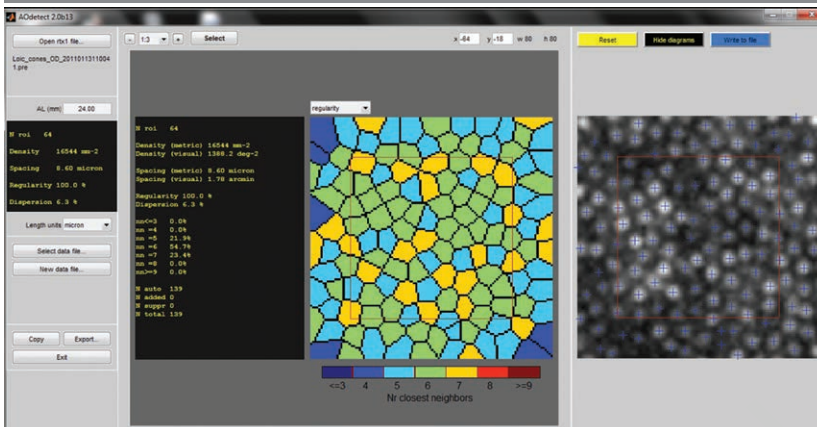 AOdetect 2.0b13
Open rtx1 file...
Loic_cones_OD_2011011311004
1.pre
AL (mm) 24.00
N roi 64
Density 16544 mm-2
Spacing 8.60 micron
Regularity 100.0 %
Dispersion 6.3 %
Length units micron
Select data file...
New data file...
Copy Export...
Exit
- 1:3 + Select x -64 y -18 w 80 h 80
N roi 64
Density (metric) 16544 mm-2
Density (visual) 1388.2 deg-2
Spacing (metric) 8.60 micron
Spacing (visual) 1.78 arcmin
Regularity 100.0 %
Dispersion 6.3 %
nn<=3 0.0%
nn =4 0.0%
nn =5 21.9%
nn =6 54.7%
nn =7 23.4%
nn =8 0.0%
nn>=9 0.0%
N auto 139
N added 0
N suppr 0
N total 139
regularity
<=3 4 5 6 7 8 >=9
Nr closest neighbors
Reset Hide diagrams Write to file